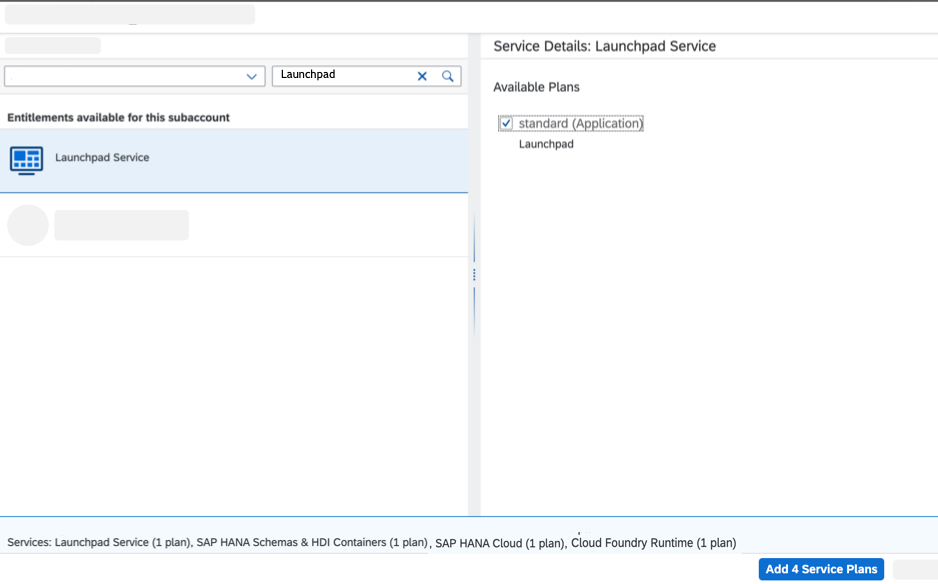 Service Details: Launchpad Service
Launchpad
Available Plans
Entitlements available for this subaccount
standard (Application)
Launchpad
Launchpad Service
Services: Launchpad Service (1 plan), SAP HANA Schemas & HDI Containers (1 plan), SAP HANA Cloud (1 plan), Cloud Foundry Runtime (1 plan)
Add 4 Service Plans